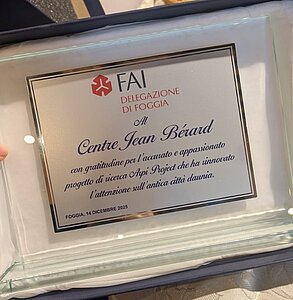 FAI
DELEGAZIONE
DI FOGGIA
Al
Centre Jean Bérard
con gratitudine per l'accurato e appassionato
progetto di ricerca Arpi Project che ha rinnovato
l'attenzione sull'antica città daunia.
FOGGIA, 14 DICEMBRE 2025